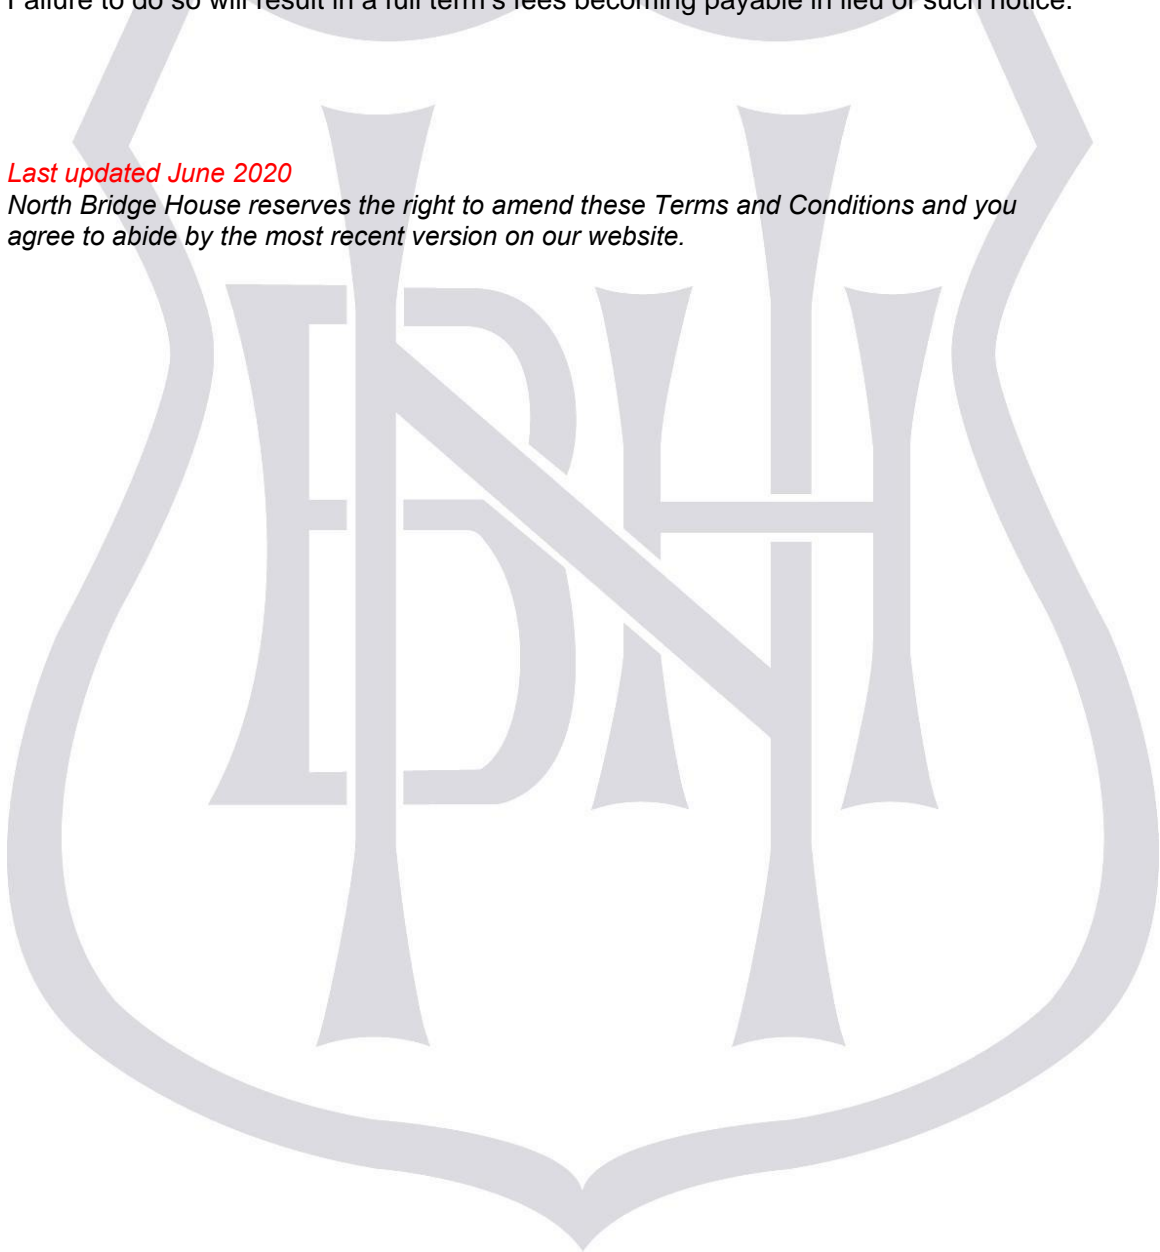 Failure to do so will result in a full term's fees becoming payable in lieu of such notice.
Last updated June 2020
North Bridge House reserves the right to amend these Terms and Conditions and you
agree to abide by the most recent version on our website.
NBH